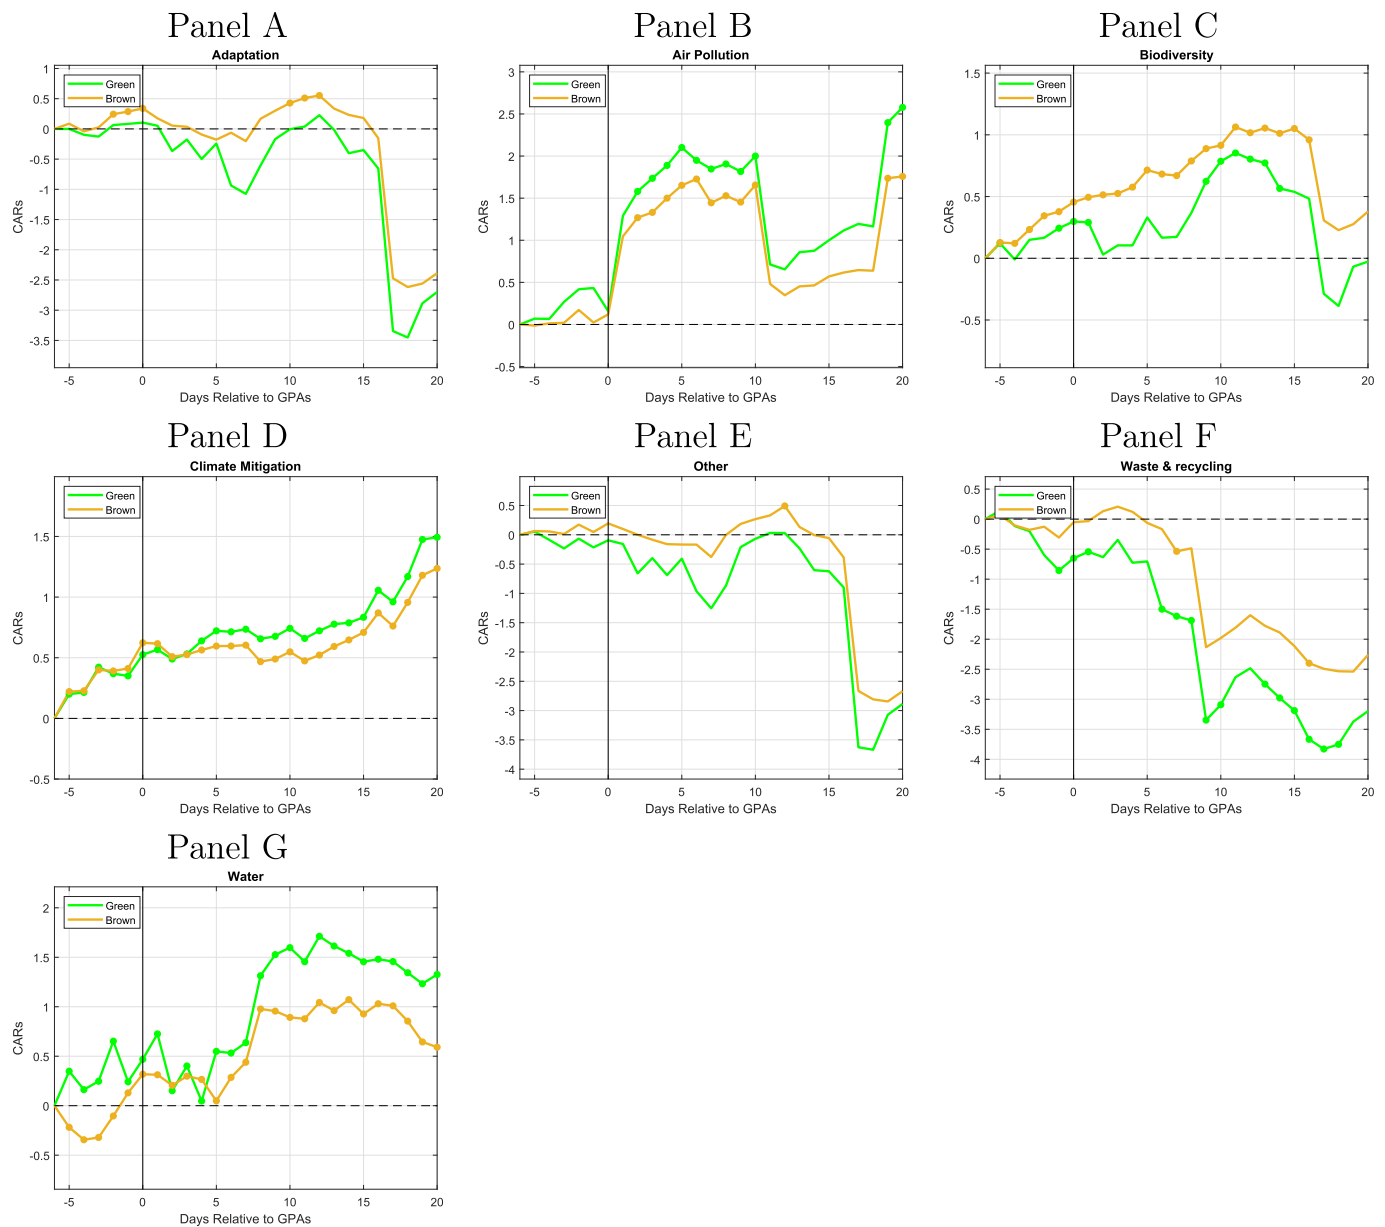 Panel A
Adaptation
Green
Brown
1
0.5
0
-0.5
-1
-1.5
-2
-2.5
-3
-3.5
CARs
-5
0
5
10
15
20
Days Relative to GPAs
Panel B
Air Pollution
Green
Brown
3
2.5
2
1.5
1
0.5
0
-0.5
CARs
-5
0
5
10
15
20
Days Relative to GPAs
Panel C
Biodiversity
Green
Brown
1.5
1
0.5
0
-0.5
CARs
-5
0
5
10
15
20
Days Relative to GPAs
Panel D
Climate Mitigation
Green
Brown
1.5
1
0.5
0
-0.5
CARs
-5
0
5
10
15
20
Days Relative to GPAs
Panel E
Other
Green
Brown
0.5
0
-0.5
-1
-1.5
-2
-2.5
-3
-3.5
-4
CARs
-5
0
5
10
15
20
Days Relative to GPAs
Panel F
Waste & recycling
Green
Brown
0.5
0
-0.5
-1
-1.5
-2
-2.5
-3
-3.5
-4
CARs
-5
0
5
10
15
20
Days Relative to GPAs
Panel G
Water
Green
Brown
2
1.5
1
0.5
0
-0.5
CARs
-5
0
5
10
15
20
Days Relative to GPAs